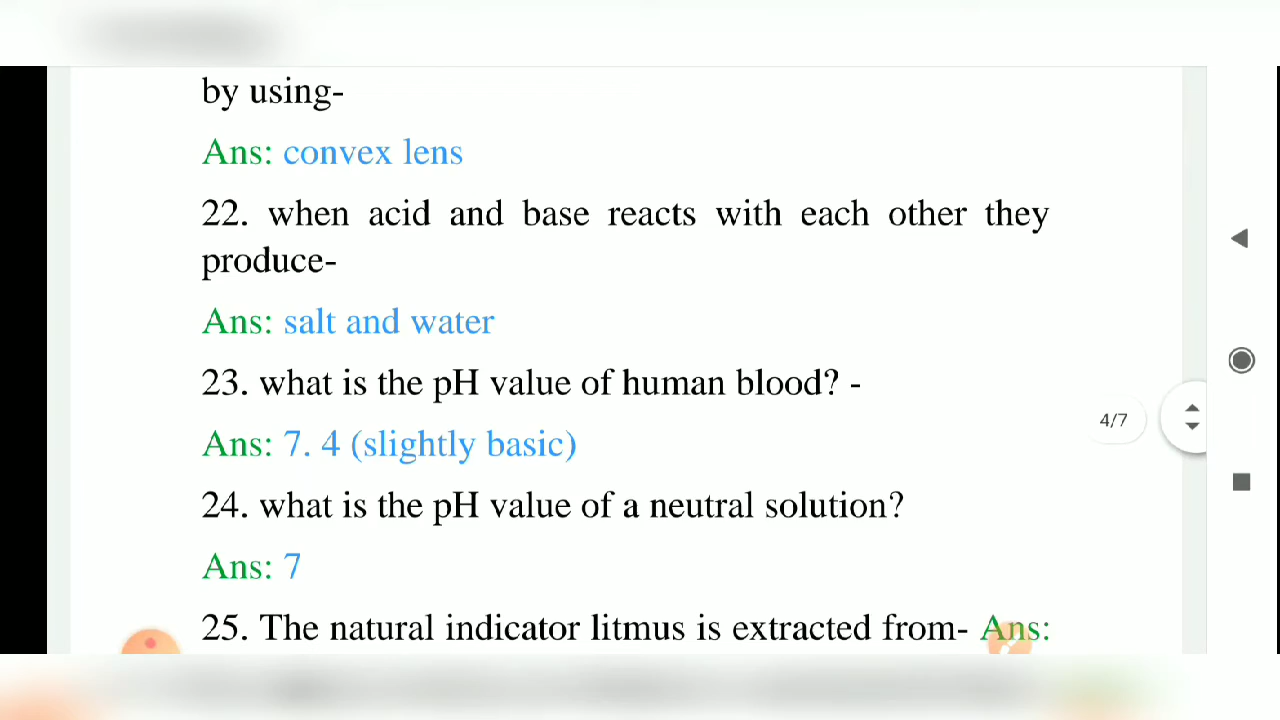 by using-
Ans: convex lens
22. when acid and base reacts with each other they
produce-
Ans: salt and water
23. what is the pH value of human blood? -
Ans: 7. 4 (slightly basic)
24. what is the pH value of a neutral solution?
Ans: 7
25. The natural indicator litmus is extracted from- Ans:
4/7